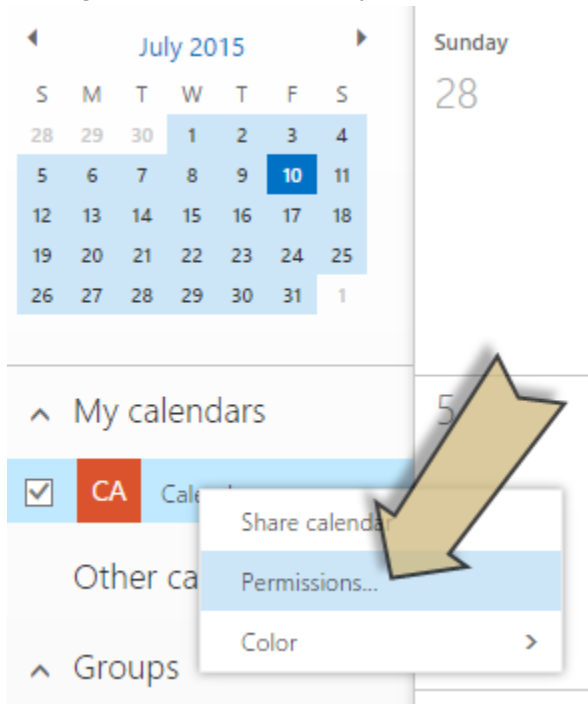 July 2015
S M T W T F S
28 29 30 1 2 3 4
5 6 7 8 9 10 11
12 13 14 15 16 17 18
19 20 21 22 23 24 25
26 27 28 29 30 31 1
Sunday
28
5
My calendars
CA
Share calendar
Other ca
Permissions...
Color
Groups